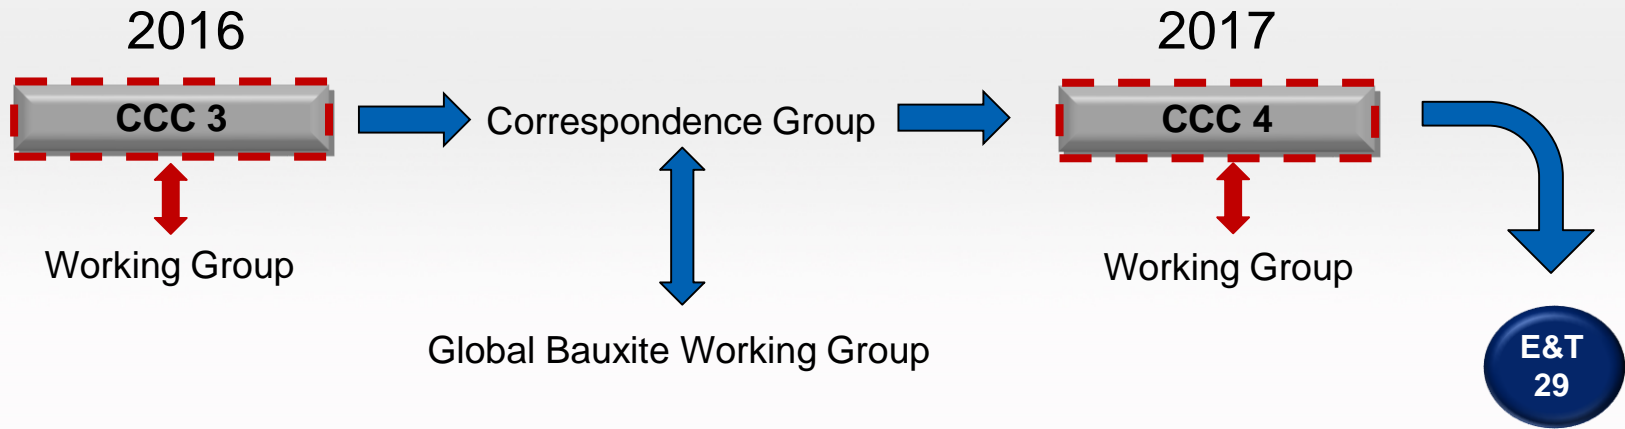 2016
2017
CCC 3
Correspondence Group
CCC 4
Working Group
Working Group
Global Bauxite Working Group
E&T
29